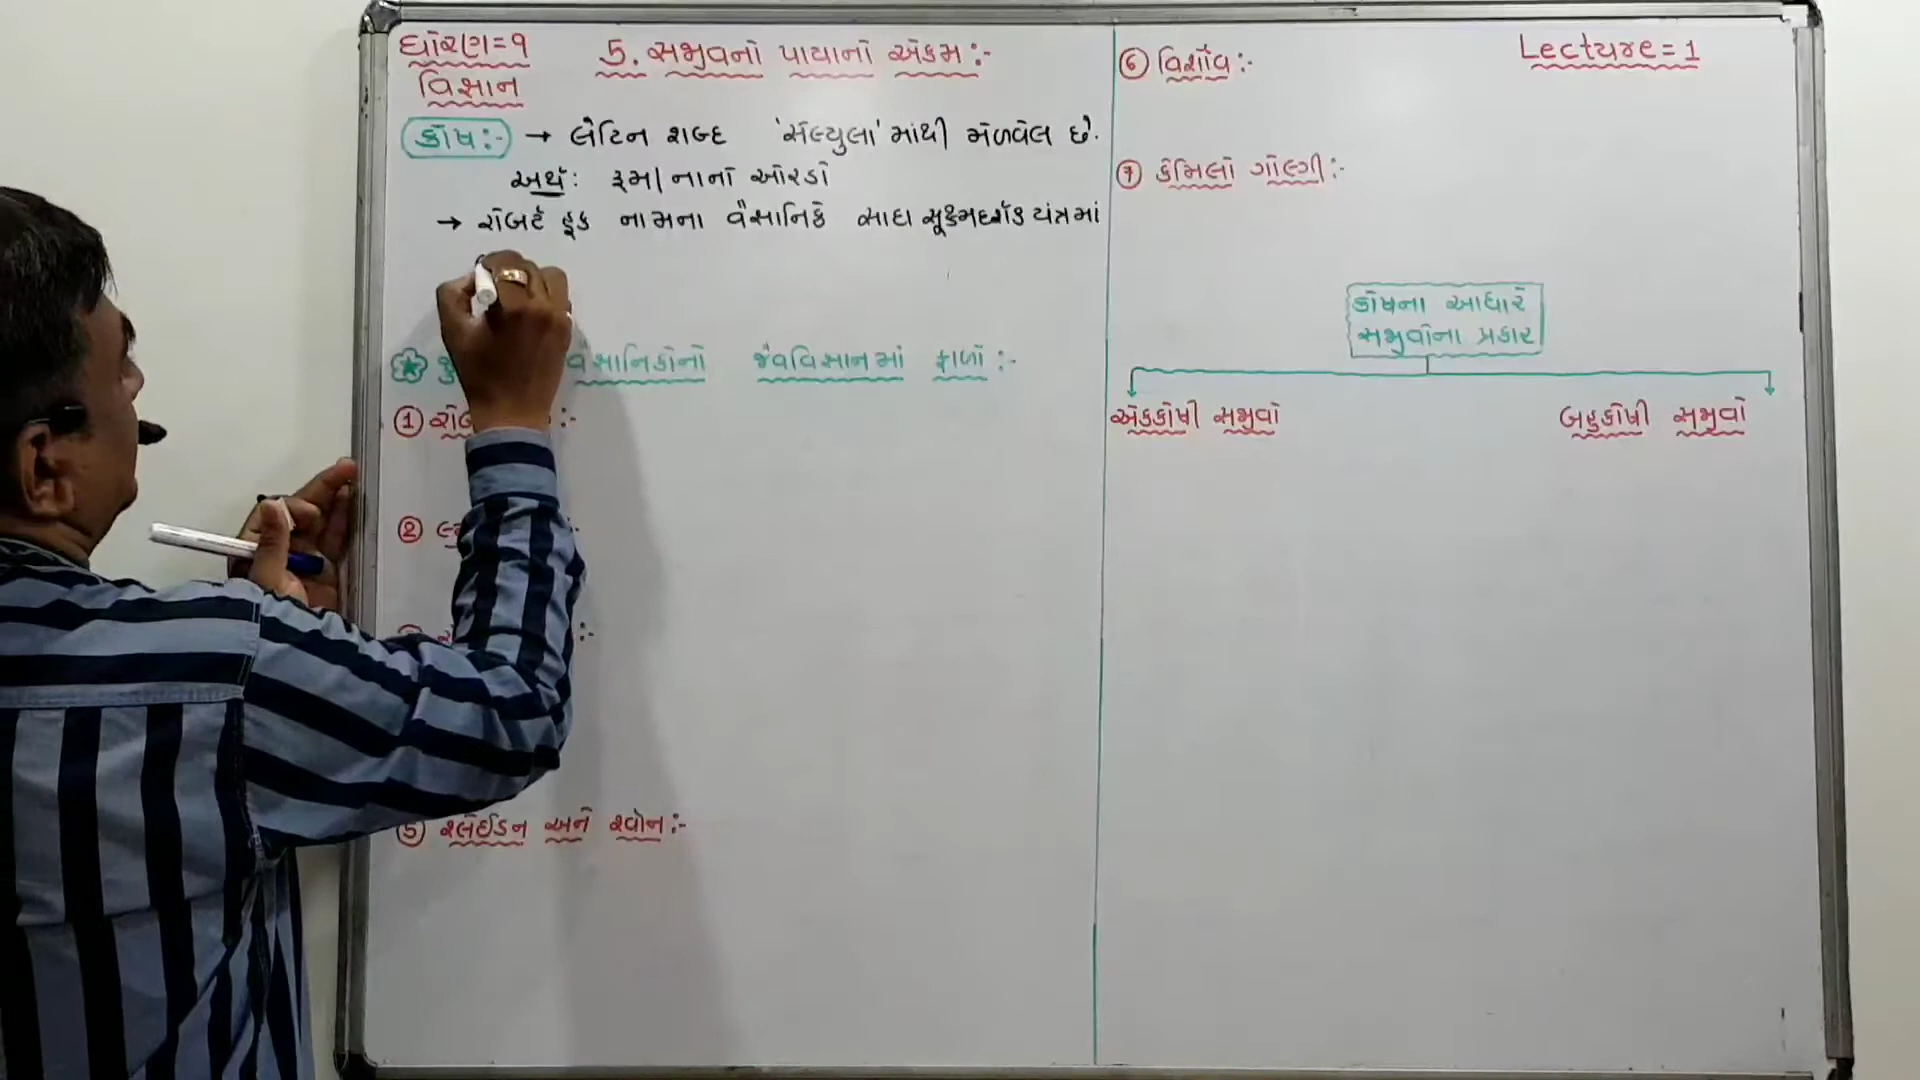 ધોરણ=૧
વિજ્ઞાન
5. સજીવનો પાયાનો એકમ:-
કોષ:- → લેટિન શબ્દ 'સેલ્યુલા' માંથી મેળવેલ છે.
અર્થ: રૂમ/નાનો ઓરડો
→ રોબર્ટ હૂક નામના વૈજ્ઞાનિકે સાદા સૂક્ષ્મદર્શક યંત્રમાં
વૈજ્ઞાનિકોનો જીવવિજ્ઞાનમાં ફાળો:-
①
②
⑤ શ્લેઈડન અને શ્વોન:-
Lecture=1
⑥ વિર્શોવ:-
⑦ કેમિલો ગોલ્ગી:-
કોષના આધારે
સજીવોના પ્રકાર
એકકોષી સજીવો
બહુકોષી સજીવો